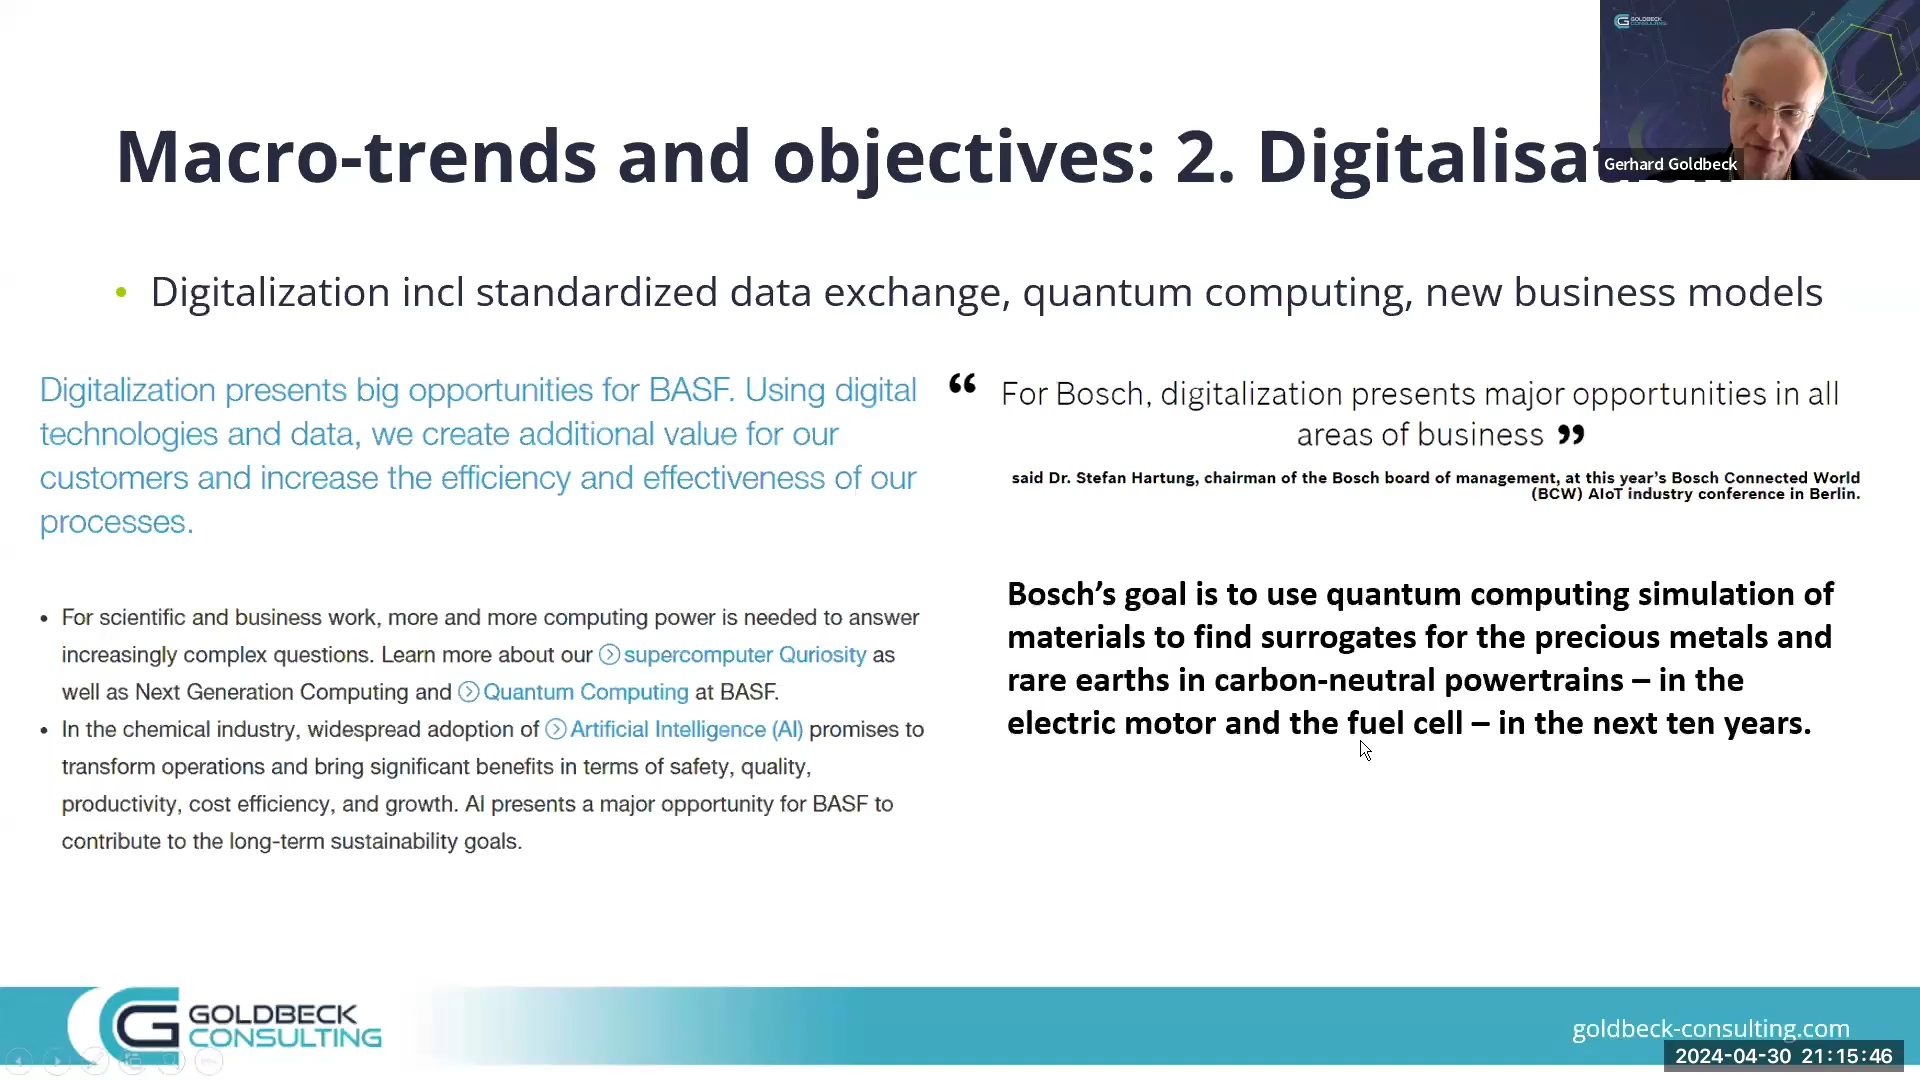 GOLDBECK
CONSULTING
Gerhard Goldbeck
Macro-trends and objectives: 2. Digitalisation
• Digitalization incl standardized data exchange, quantum computing, new business models
Digitalization presents big opportunities for BASF. Using digital
technologies and data, we create additional value for our
customers and increase the efficiency and effectiveness of our
processes.
• For scientific and business work, more and more computing power is needed to answer
increasingly complex questions. Learn more about our supercomputer Quriosity as
well as Next Generation Computing and Quantum Computing at BASF.
• In the chemical industry, widespread adoption of Artificial Intelligence (AI) promises to
transform operations and bring significant benefits in terms of safety, quality,
productivity, cost efficiency, and growth. AI presents a major opportunity for BASF to
contribute to the long-term sustainability goals.
“ For Bosch, digitalization presents major opportunities in all
areas of business ”
said Dr. Stefan Hartung, chairman of the Bosch board of management, at this year’s Bosch Connected World
(BCW) AIoT industry conference in Berlin.
Bosch’s goal is to use quantum computing simulation of
materials to find surrogates for the precious metals and
rare earths in carbon-neutral powertrains – in the
electric motor and the fuel cell – in the next ten years.
GOLDBECK
CONSULTING
goldbeck-consulting.com
2024-04-30 21:15:46